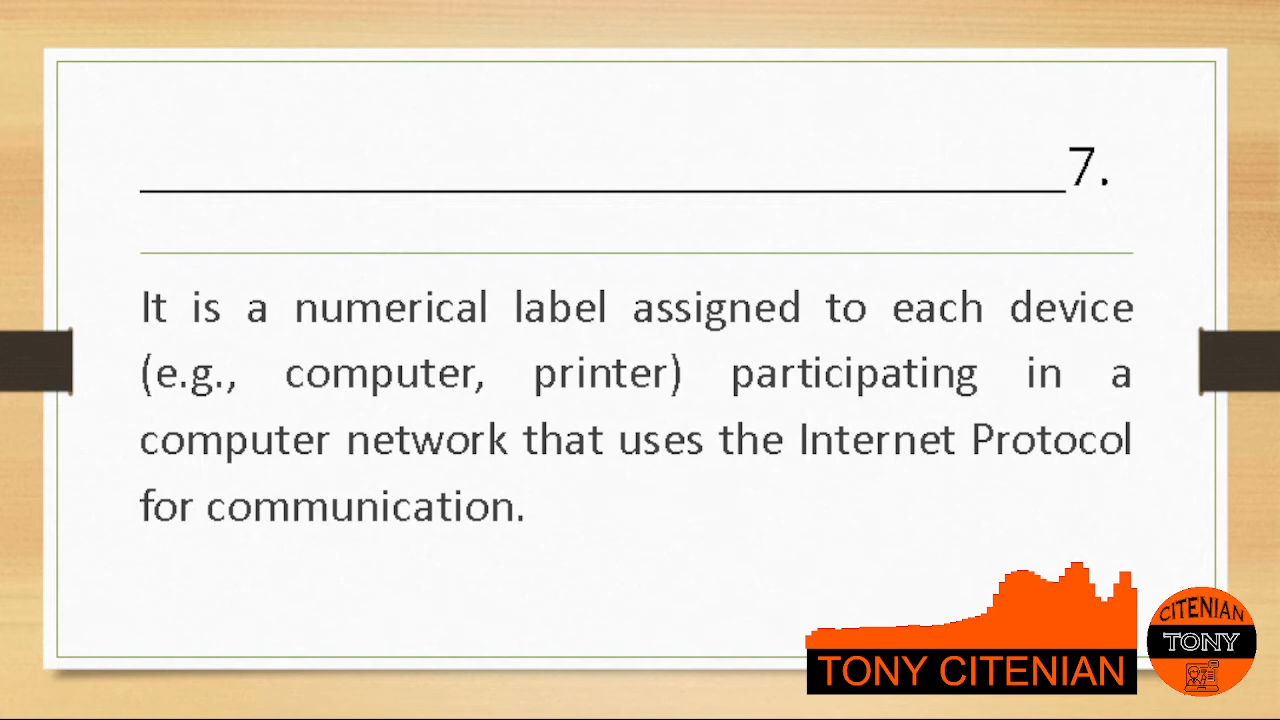 ____________________7.
It is a numerical label assigned to each device
(e.g., computer, printer) participating in a
computer network that uses the Internet Protocol
for communication.
TONY CITENIAN
CITENIAN
TONY